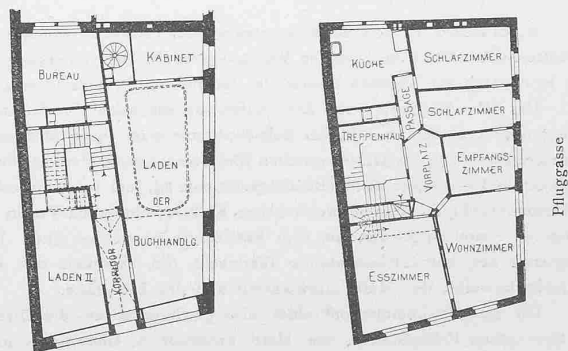 BUREAU
KABINET
LADEN
DER
BUCHHANDLG.
LADEN II
KORRIDOR
KÜCHE
SCHLAFZIMMER
PASSAGE
SCHLAFZIMMER
TREPPENHAUS
VORPLATZ
EMPFANGS-
ZIMMER
WOHNZIMMER
ESSZIMMER
Pfluggasse